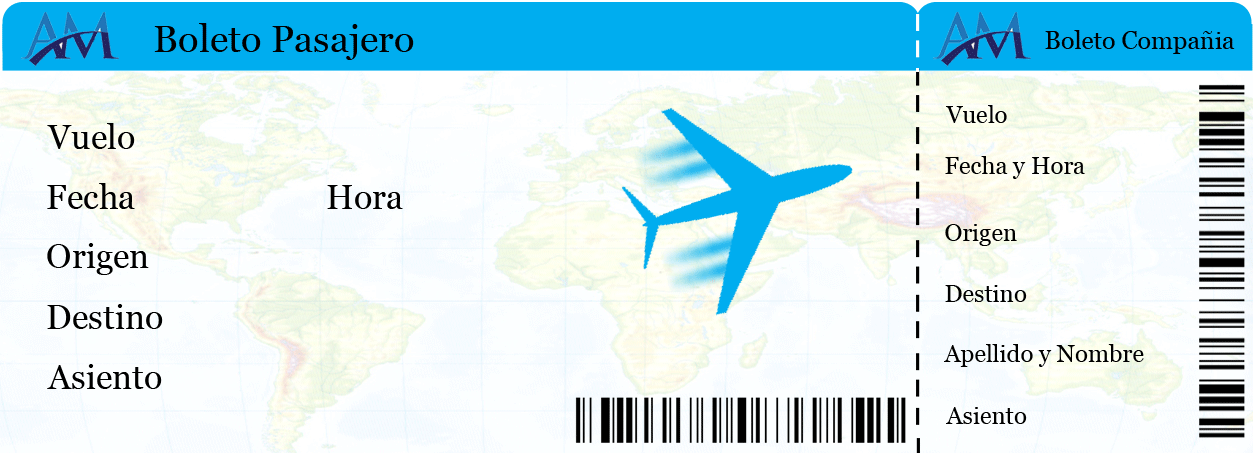 AM Boleto Pasajero
Vuelo
Fecha Hora
Origen
Destino
Asiento
AM Boleto Compañia
Vuelo
Fecha y Hora
Origen
Destino
Apellido y Nombre
Asiento